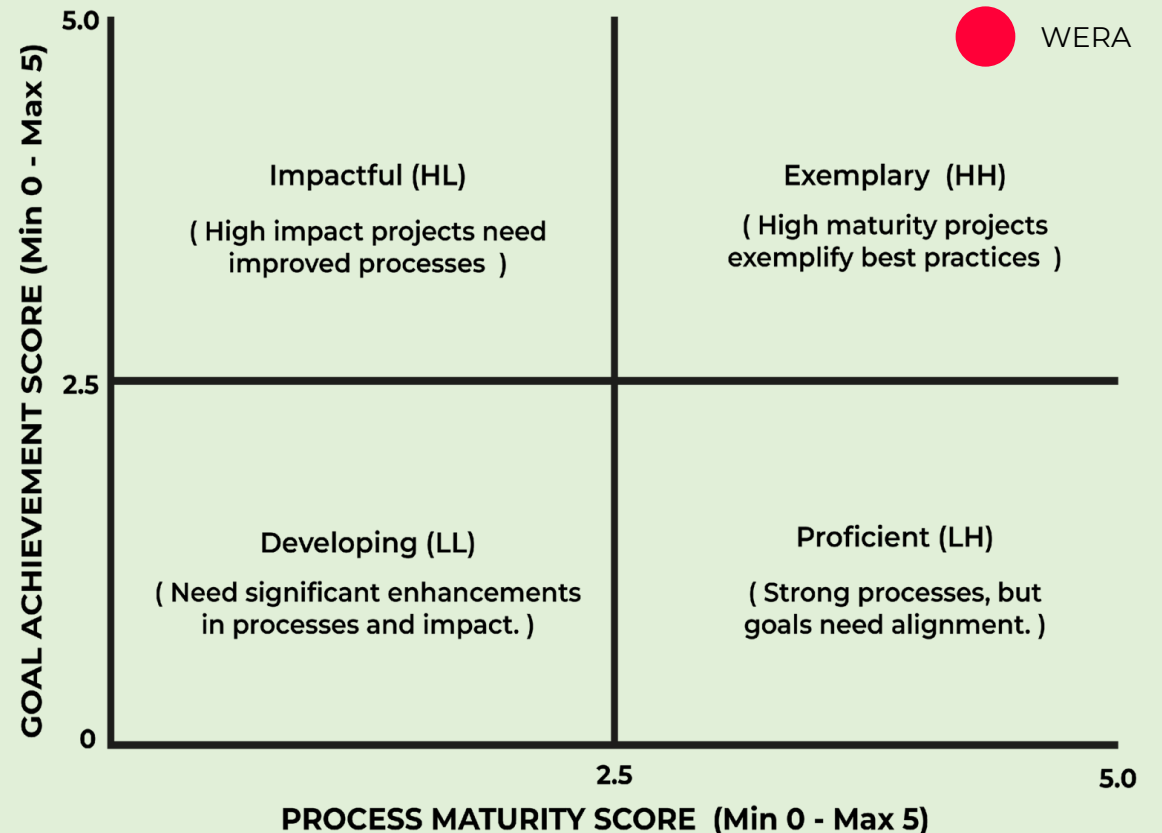 5.0
WERA
GOAL ACHIEVEMENT SCORE (Min 0 - Max 5)
Impactful (HL)
( High impact projects need
improved processes )
Exemplary (HH)
( High maturity projects
exemplify best practices )
2.5
Developing (LL)
( Need significant enhancements
in processes and impact. )
Proficient (LH)
( Strong processes, but
goals need alignment. )
0
2.5
5.0
PROCESS MATURITY SCORE (Min 0 - Max 5)